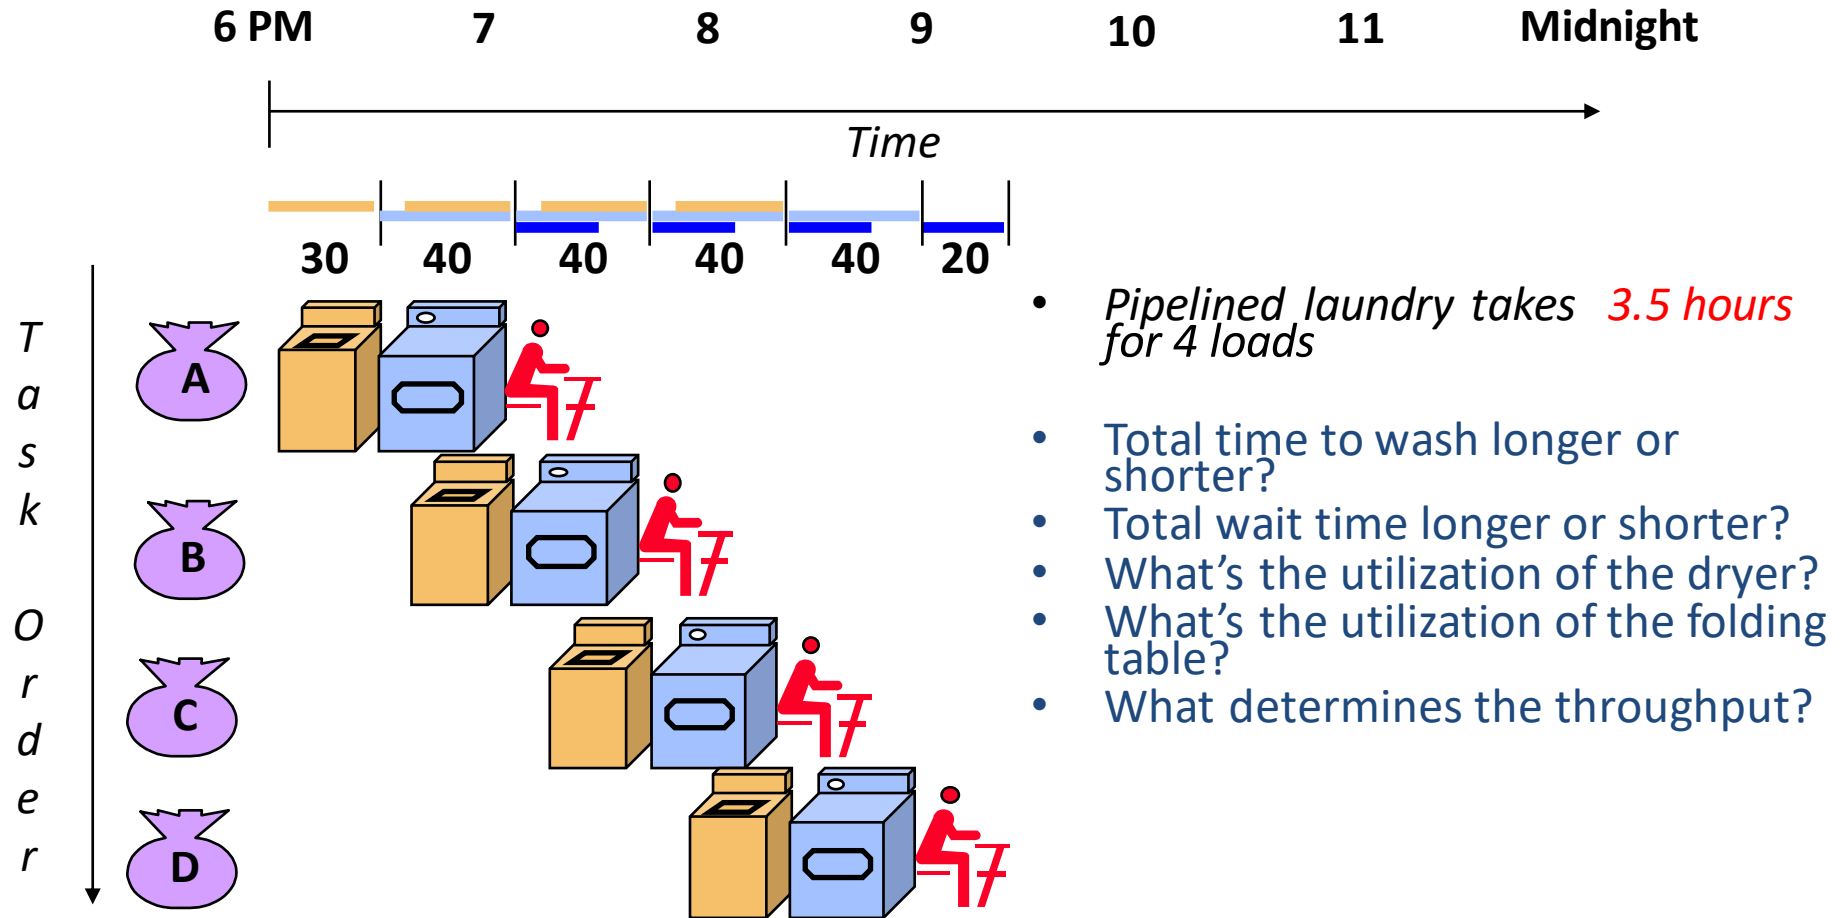 6 PM 7 8 9 10 11 Midnight
Time
30 40 40 40 40 20
Task Order
A
B
C
D
• Pipelined laundry takes 3.5 hours
for 4 loads
• Total time to wash longer or
shorter?
• Total wait time longer or shorter?
• What’s the utilization of the dryer?
• What’s the utilization of the folding
table?
• What determines the throughput?